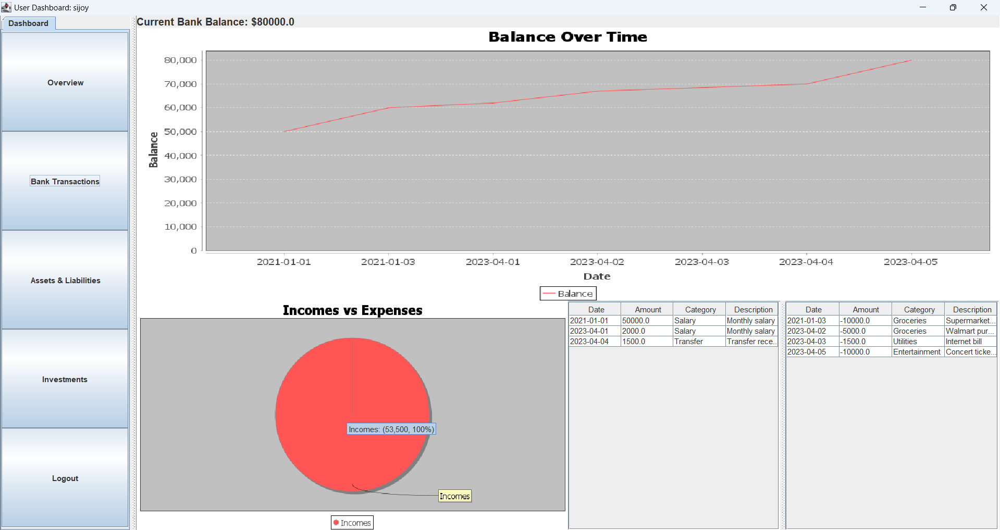 User Dashboard: sijoy
Dashboard
Overview
Bank Transactions
Assets & Liabilities
Investments
Logout
Current Bank Balance: $80000.0
Balance Over Time
Balance
80,000
70,000
60,000
50,000
40,000
30,000
20,000
10,000
0
2021-01-01 2021-01-03 2023-04-01 2023-04-02 2023-04-03 2023-04-04 2023-04-05
Date
Balance
Incomes vs Expenses
Incomes: (53,500, 100%)
Incomes
Incomes
Date Amount Category Description
2021-01-01 50000.0 Salary Monthly salary
2023-04-01 2000.0 Salary Monthly salary
2023-04-04 1500.0 Transfer Transfer rece...
Date Amount Category Description
2021-01-03 -10000.0 Groceries Supermarket...
2023-04-02 -5000.0 Groceries Walmart pur...
2023-04-03 -1500.0 Utilities Internet bill
2023-04-05 -10000.0 Entertainment Concert ticke...